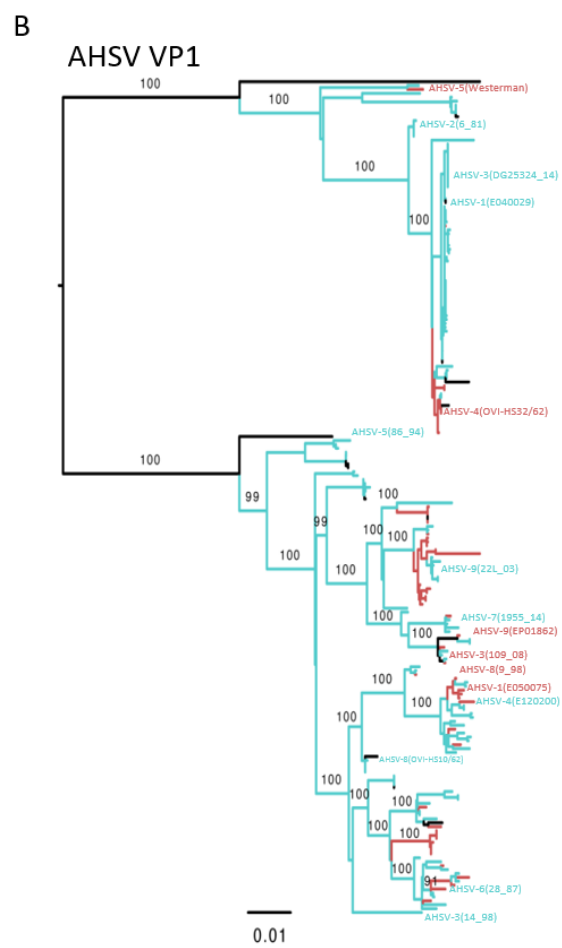 B
AHSV VP1
100
AHSV-5(Westerman)
100
AHSV-2(6_81)
100
AHSV-3(DG25324_14)
AHSV-1(E040029)
100
AHSV-4(OVI-HS32/62)
AHSV-5(86_94)
100
99
100
99
100
100
100
AHSV-9(22L_03)
100
AHSV-7(1955_14)
100
AHSV-9(EP01862)
AHSV-3(109_08)
AHSV-8(9_98)
100
AHSV-1(E050075)
100
AHSV-4(E120200)
100
AHSV-8(OVI-HS10/62)
100
100
100
100
100
100
91
AHSV-6(28_87)
AHSV-3(14_98)
0.01